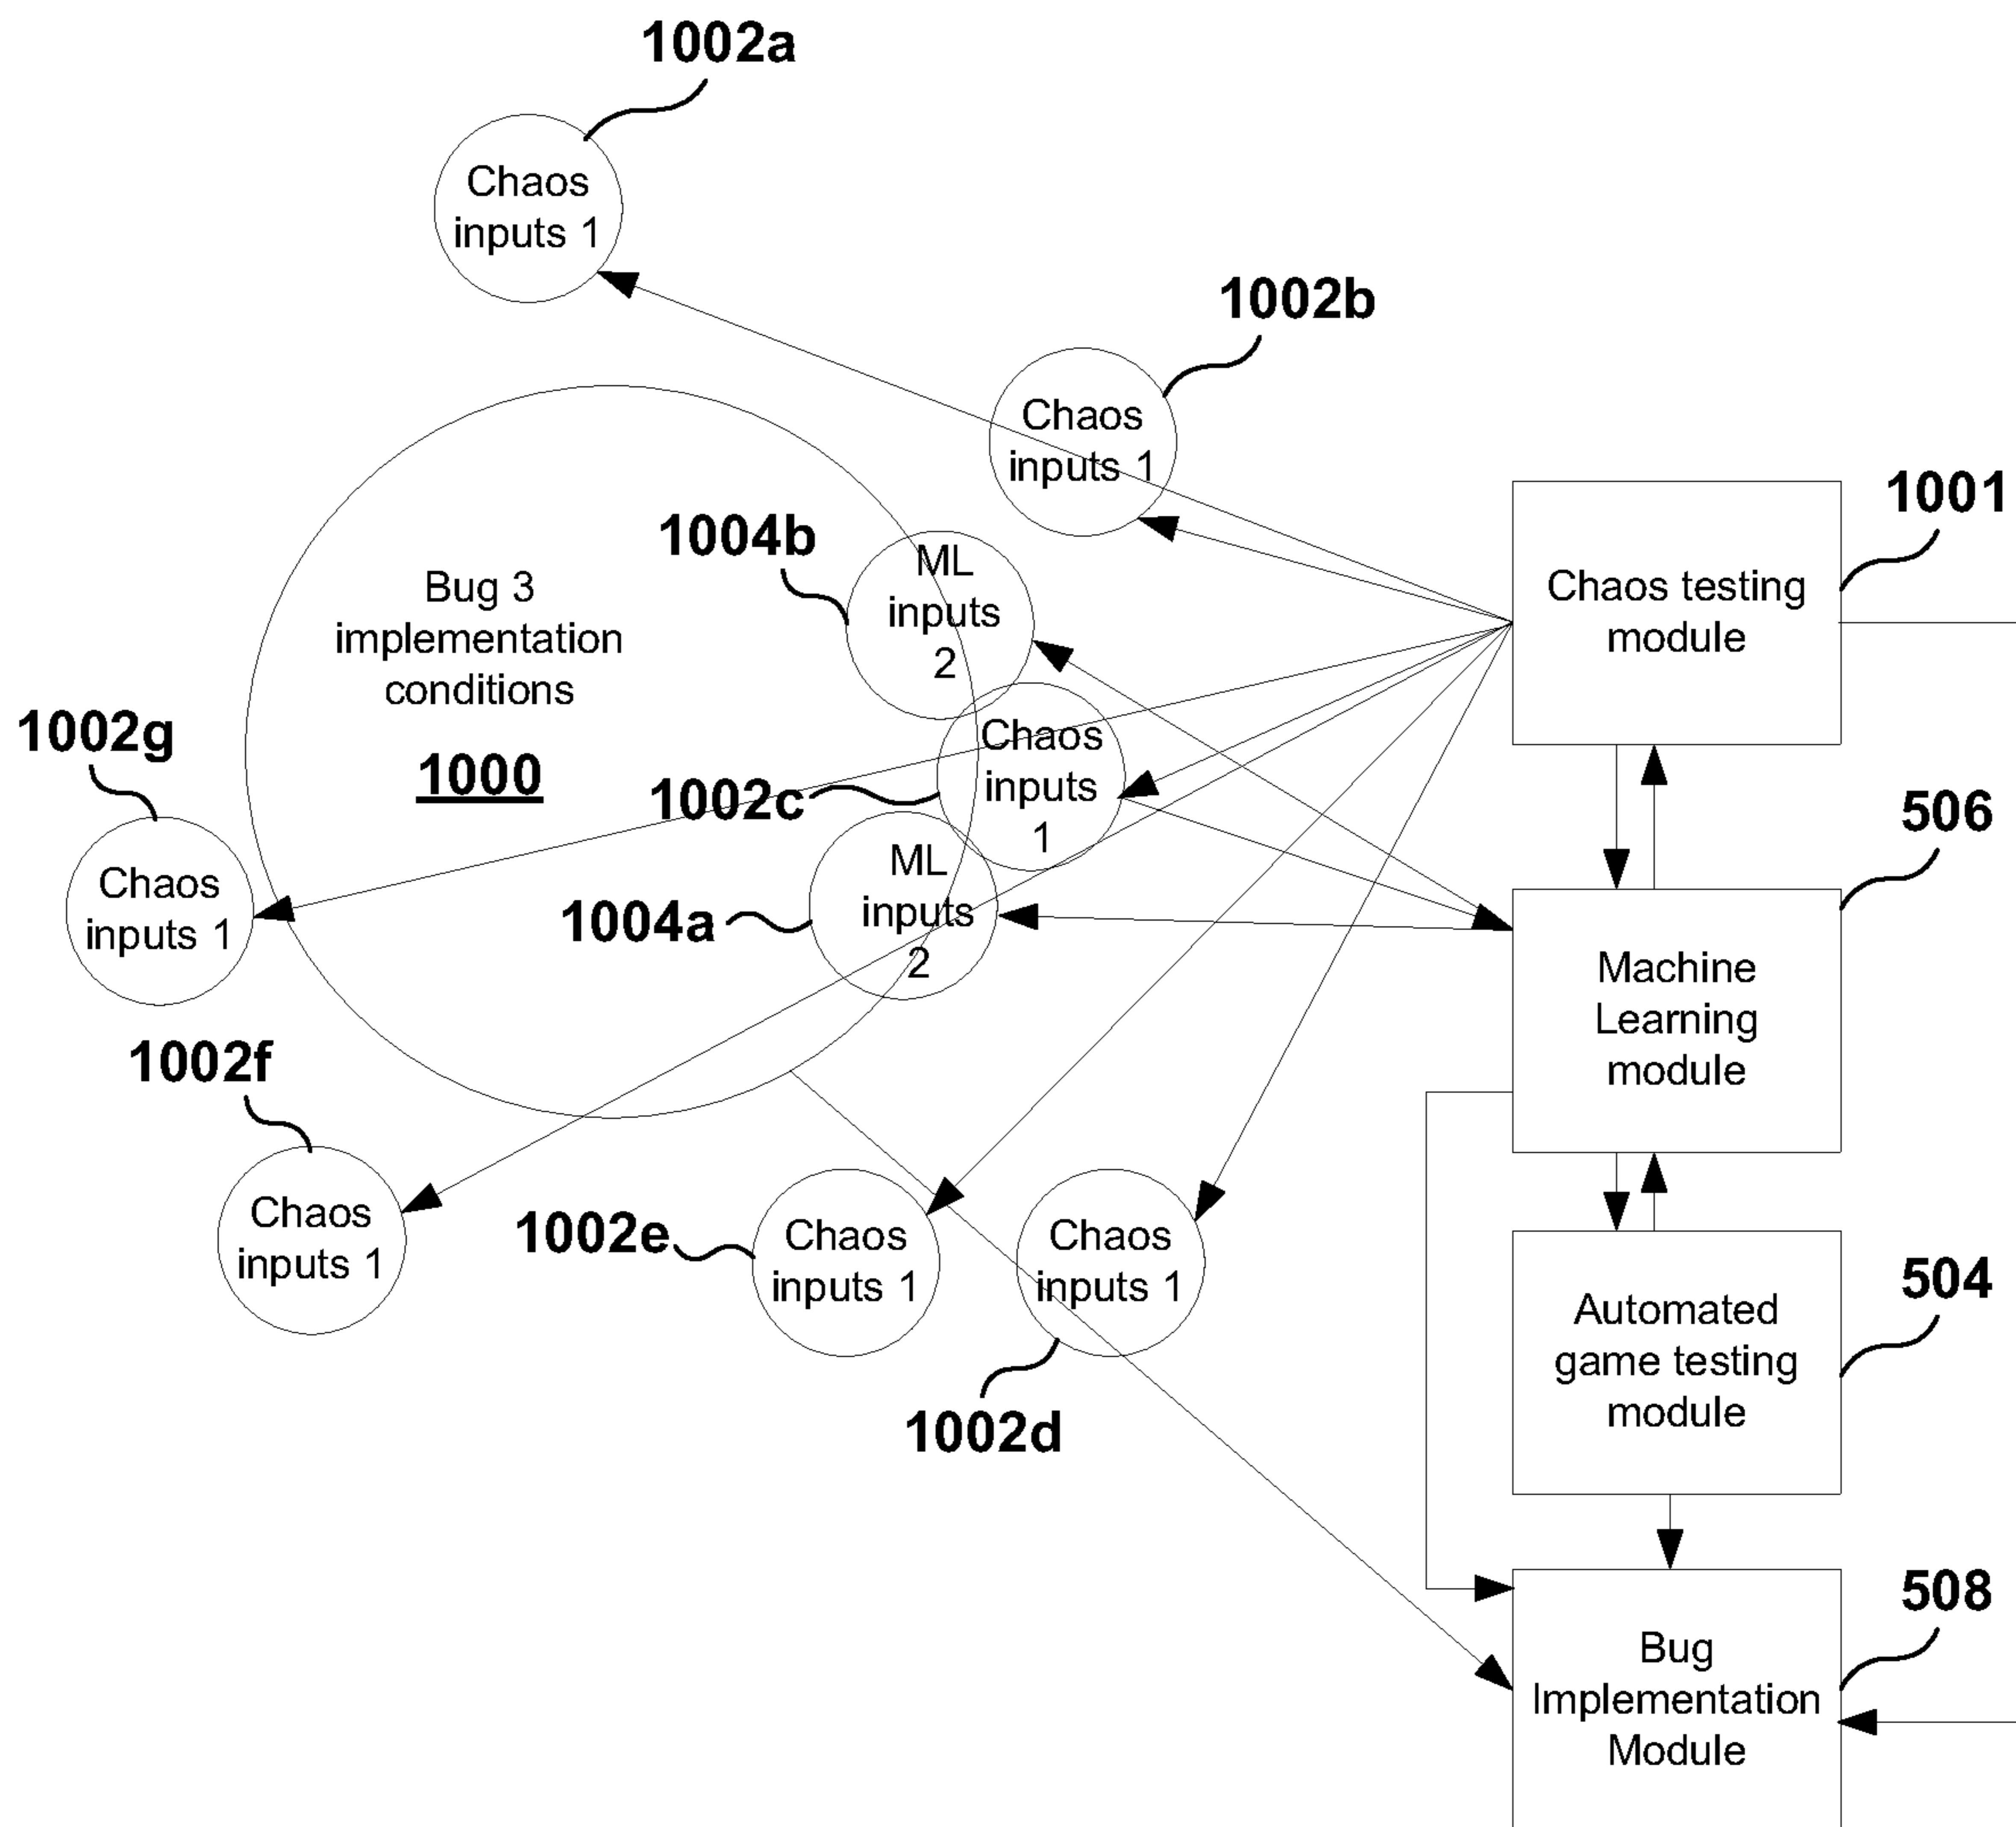 1002a
Chaos
inputs 1
1002b
Chaos
inputs 1
1001
Chaos testing
module
1004b
ML
inputs
2
Bug 3
implementation
conditions
1000
1002g
Chaos
inputs 1
1002c
Chaos
inputs
1
506
Machine
Learning
module
1004a
ML
inputs
2
1002f
Chaos
inputs 1
1002e
Chaos
inputs 1
Chaos
inputs 1
1002d
504
Automated
game testing
module
508
Bug
Implementation
Module